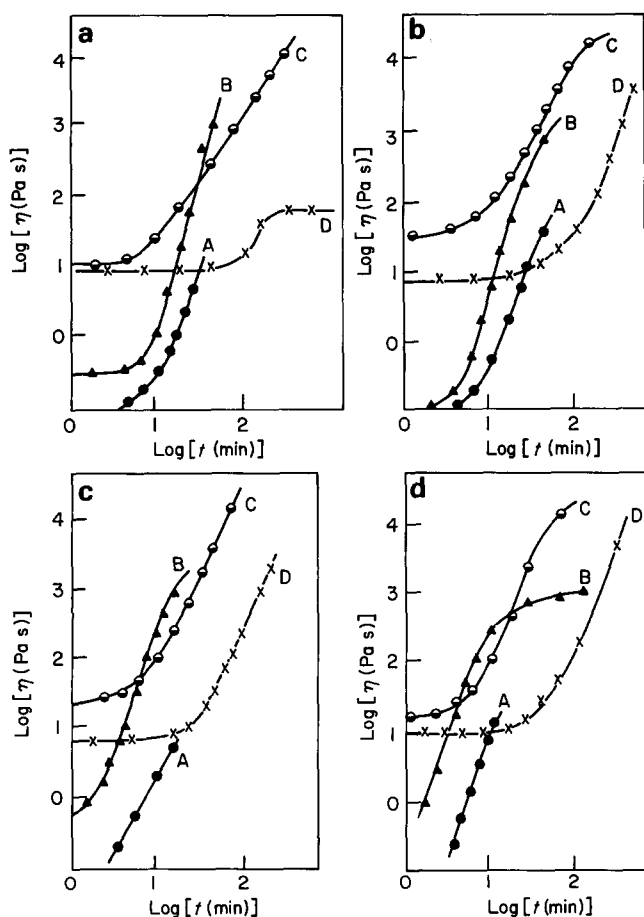 a
4
3
2
1
0
Log [η (Pa s)]
B
C
A
D
0 1 2
Log [t (min)]
b
4
3
2
1
0
Log [η (Pa s)]
C
D
B
A
0 1 2
Log [t (min)]
c
4
3
2
1
0
Log [η (Pa s)]
C
B
D
A
0 1 2
Log [t (min)]
d
4
3
2
1
0
Log [η (Pa s)]
C
D
B
A
0 1 2
Log [t (min)]